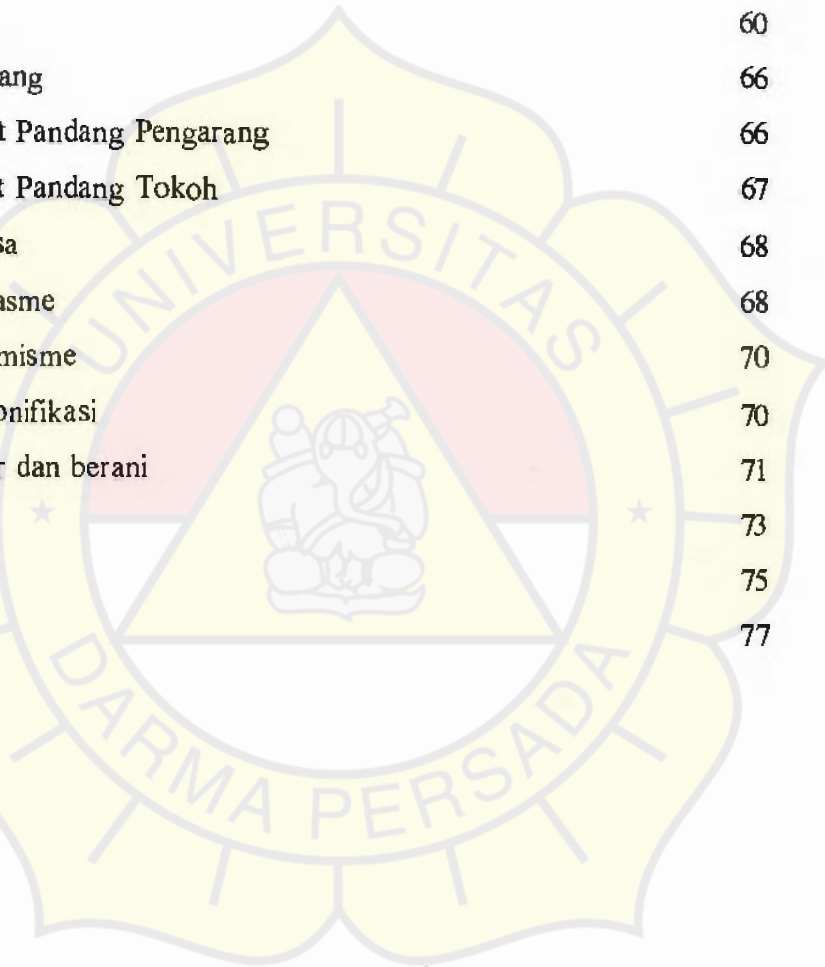 60
ang 66
t Pandang Pengarang 66
t Pandang Tokoh 67
sa 68
asme 68
misme 70
onifikasi 70
r dan berani 71
73
75
77
UNIVERSITAS
DARMA PERSADA